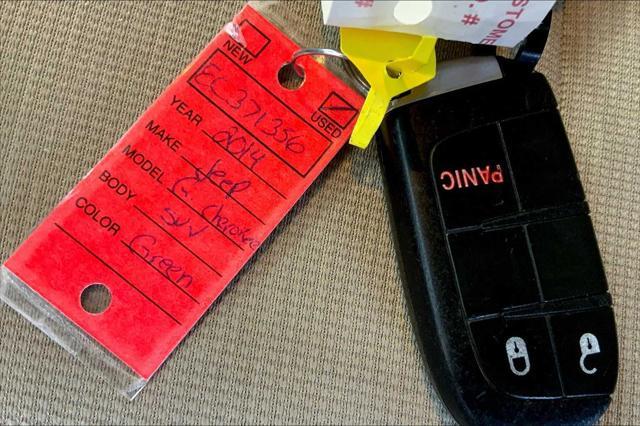 NEW
USED
EC371356
YEAR 2014
MAKE Jeep
MODEL G. Cherokee
BODY SUV
COLOR Green
PANIC
#